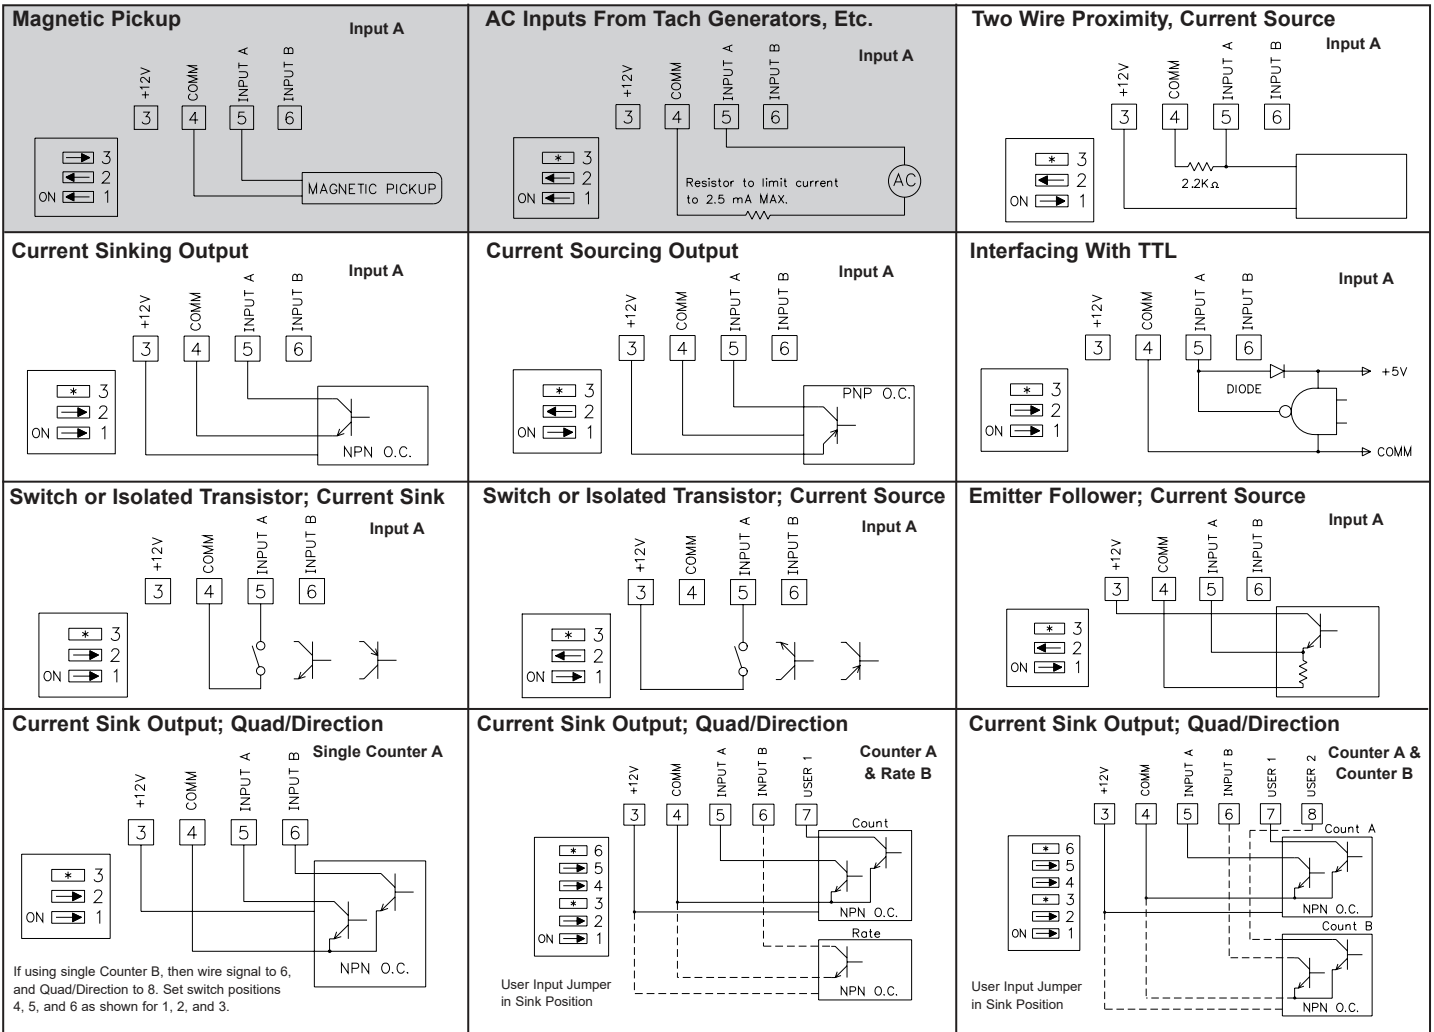 Magnetic Pickup
Input A
+12V
COMM
INPUT A
INPUT B
3
4
5
6
3
2
ON 1
MAGNETIC PICKUP
AC Inputs From Tach Generators, Etc.
Input A
+12V
COMM
INPUT A
INPUT B
3
4
5
6
* 3
2
ON 1
Resistor to limit current
to 2.5 mA MAX.
AC
Two Wire Proximity, Current Source
Input A
+12V
COMM
INPUT A
INPUT B
3
4
5
6
* 3
2
ON 1
2.2KΩ
Current Sinking Output
Input A
+12V
COMM
INPUT A
INPUT B
3
4
5
6
* 3
2
ON 1
NPN O.C.
Current Sourcing Output
Input A
+12V
COMM
INPUT A
INPUT B
3
4
5
6
* 3
2
ON 1
PNP O.C.
Interfacing With TTL
Input A
+12V
COMM
INPUT A
INPUT B
3
4
5
6
* 3
2
ON 1
DIODE
+5V
COMM
Switch or Isolated Transistor; Current Sink
Input A
+12V
COMM
INPUT A
INPUT B
3
4
5
6
* 3
2
ON 1
Switch or Isolated Transistor; Current Source
Input A
+12V
COMM
INPUT A
INPUT B
3
4
5
6
* 3
2
ON 1
Emitter Follower; Current Source
Input A
+12V
COMM
INPUT A
INPUT B
3
4
5
6
* 3
2
ON 1
Current Sink Output; Quad/Direction
Single Counter A
+12V
COMM
INPUT A
INPUT B
3
4
5
6
* 3
2
ON 1
NPN O.C.
If using single Counter B, then wire signal to 6,
and Quad/Direction to 8. Set switch positions
4, 5, and 6 as shown for 1, 2, and 3.
Current Sink Output; Quad/Direction
Counter A
& Rate B
+12V
COMM
INPUT A
INPUT B
USER 1
3
4
5
6
7
Count
* 6
5
4
* 3
2
ON 1
NPN O.C.
Rate
NPN O.C.
User Input Jumper
in Sink Position
Current Sink Output; Quad/Direction
Counter A &
Counter B
+12V
COMM
INPUT A
INPUT B
USER 1
USER 2
3
4
5
6
7
8
Count A
* 6
5
4
* 3
2
ON 1
NPN O.C.
Count B
NPN O.C.
User Input Jumper
in Sink Position